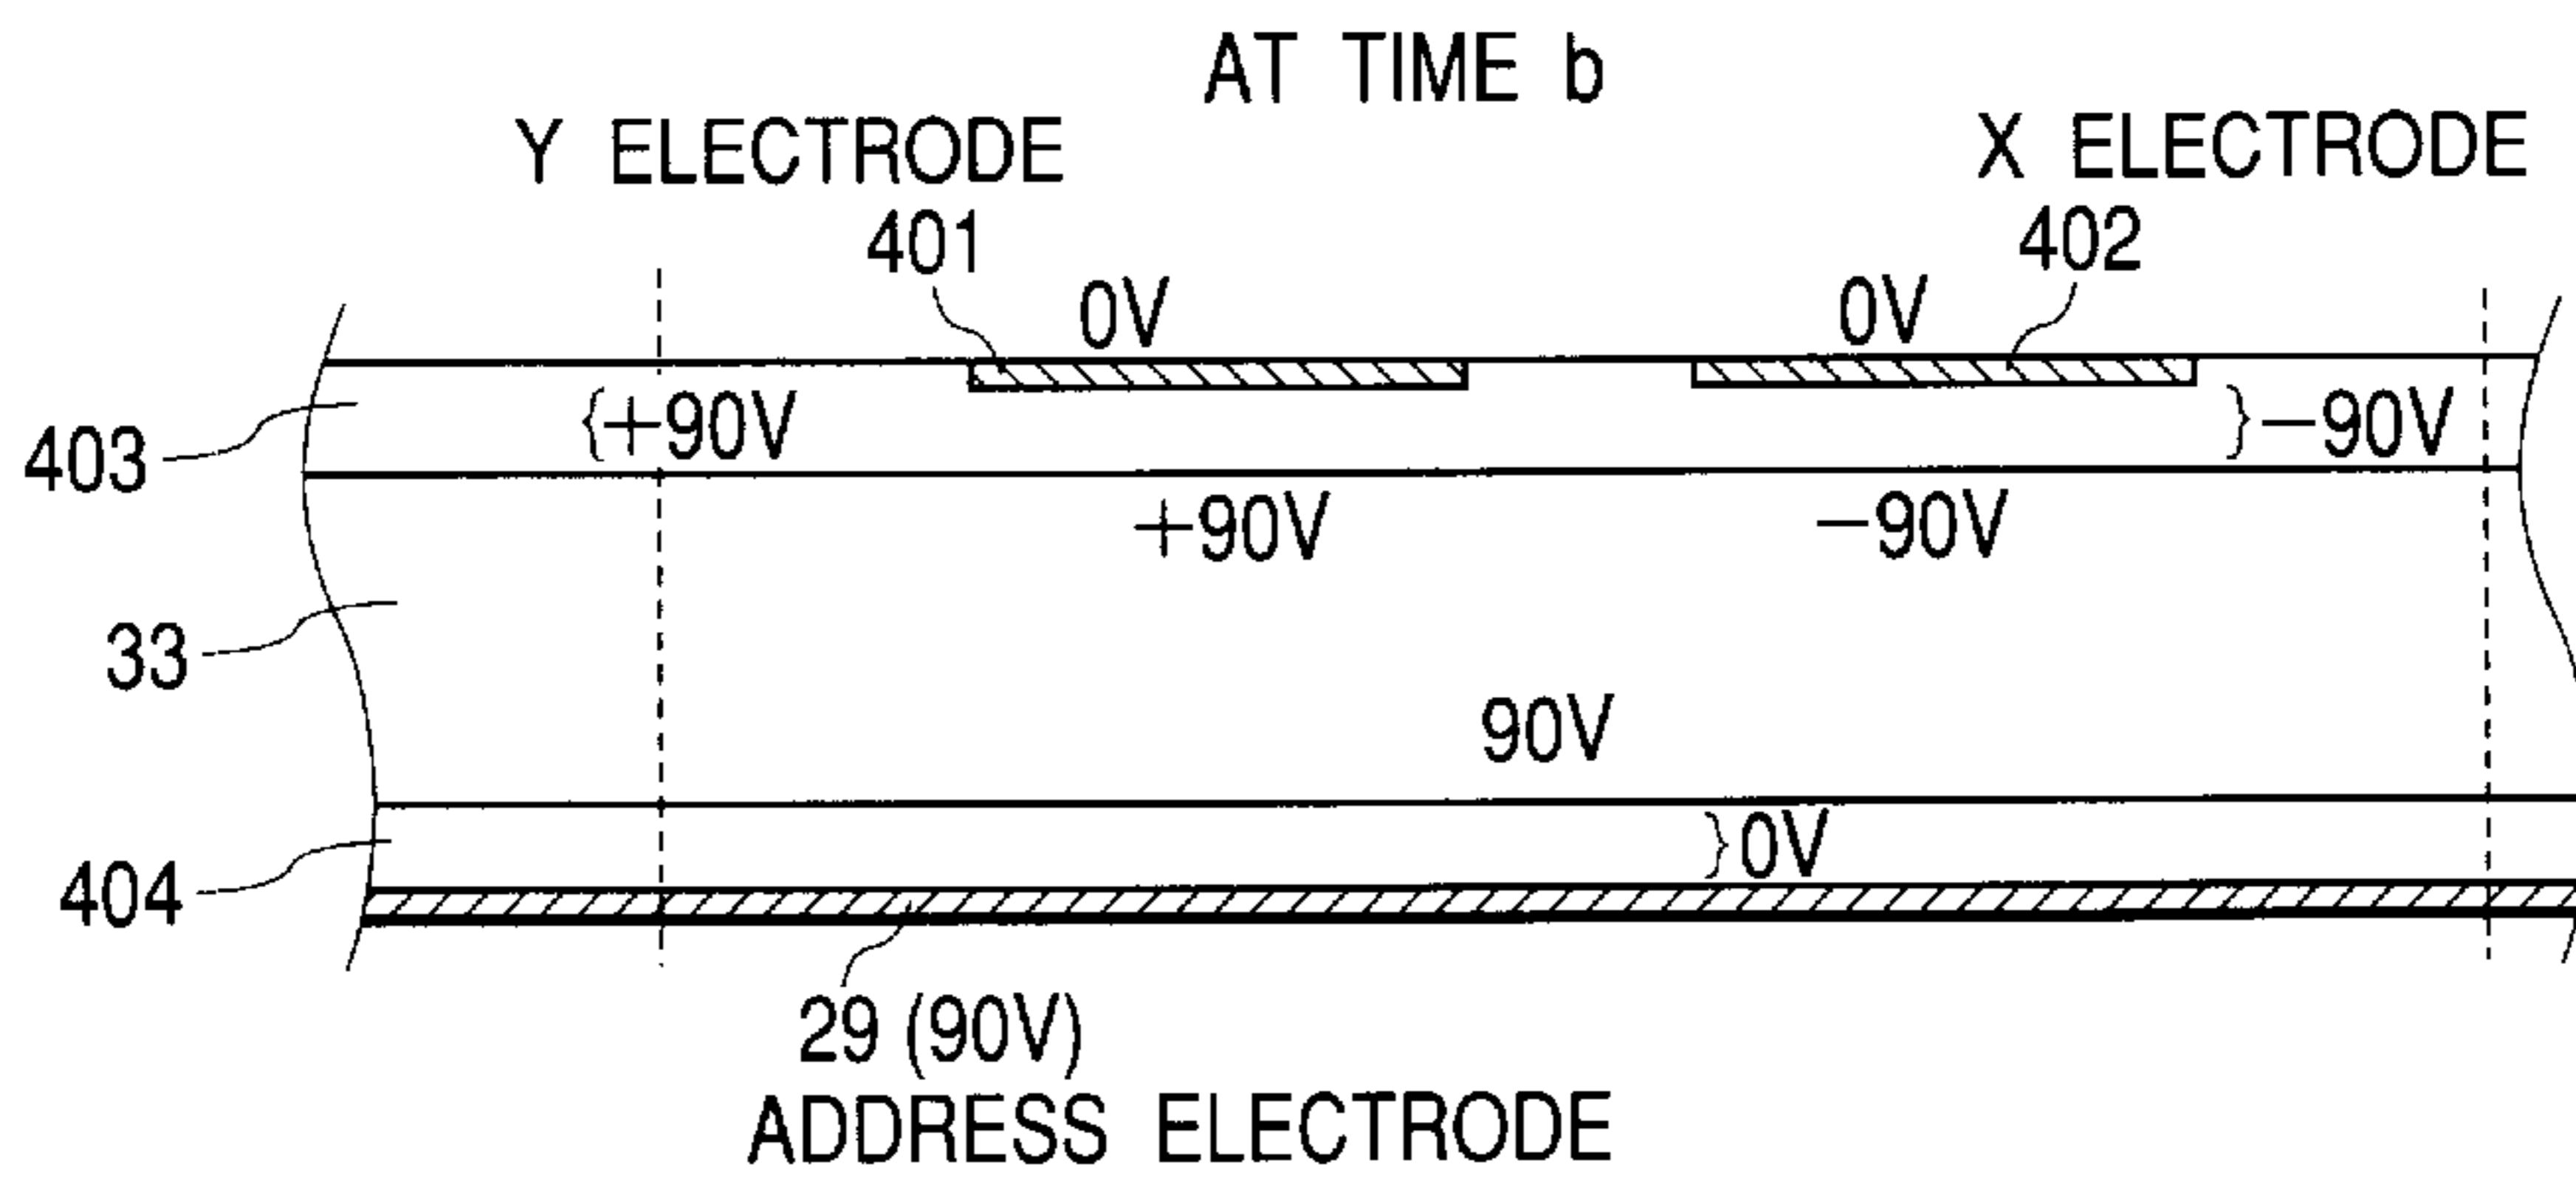 AT TIME b
Y ELECTRODE
X ELECTRODE
401
402
0V
0V
403
{+90V
}−90V
+90V
−90V
33
90V
404
}0V
29 (90V)
ADDRESS ELECTRODE